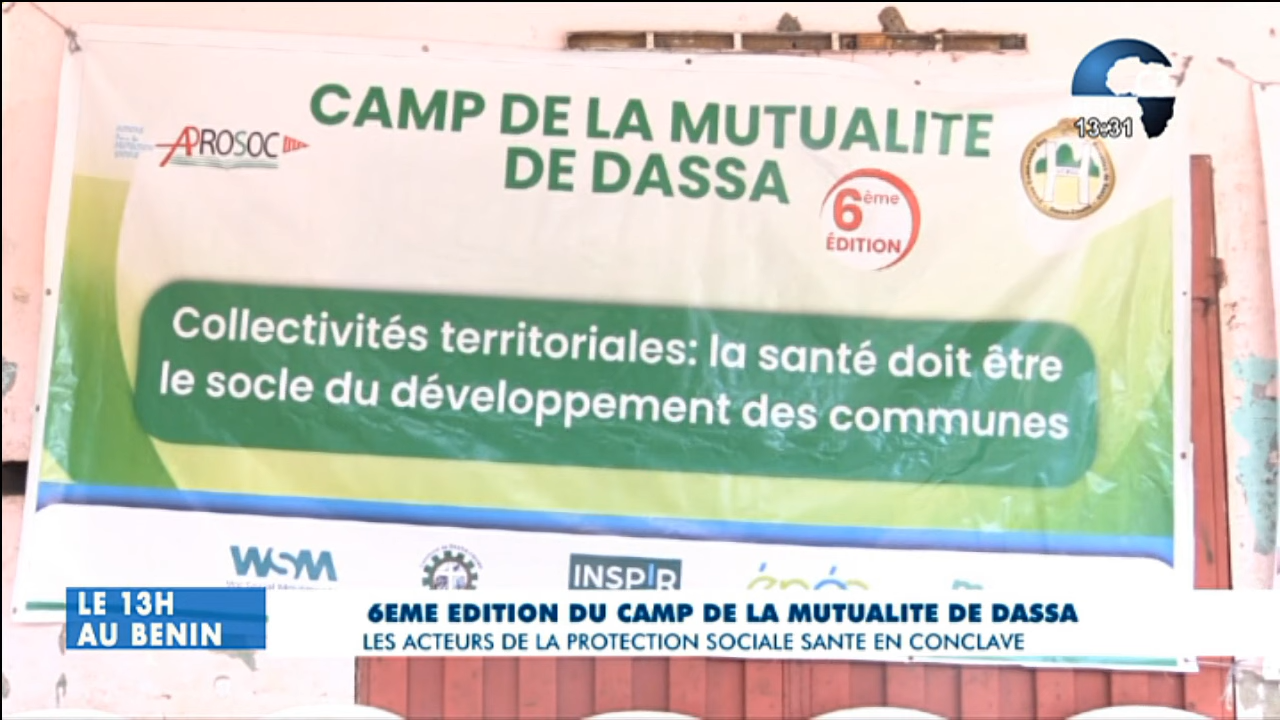 13:31
CAMP DE LA MUTUALITE
DE DASSA
APROSOC
6ème
ÉDITION
Collectivités territoriales: la santé doit être
le socle du développement des communes
WSM
INSPIR
LE 13H
AU BENIN
6EME EDITION DU CAMP DE LA MUTUALITE DE DASSA
LES ACTEURS DE LA PROTECTION SOCIALE SANTE EN CONCLAVE